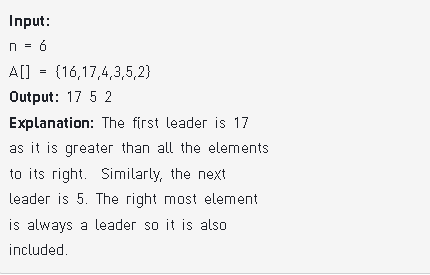 Input:
n = 6
A[] = {16,17,4,3,5,2}
Output: 17 5 2
Explanation: The first leader is 17
as it is greater than all the elements
to its right. Similarly, the next
leader is 5. The right most element
is always a leader so it is also
included.